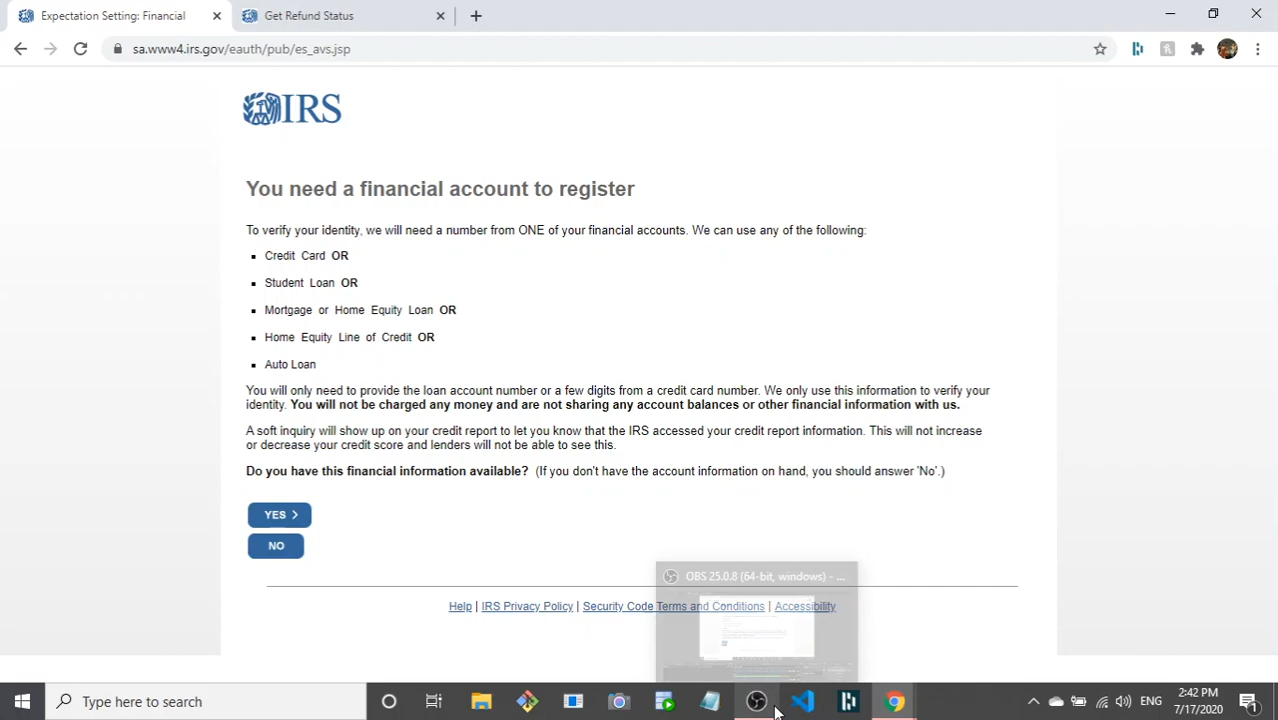 Expectation Setting: Financial
Get Refund Status
sa.www4.irs.gov/eauth/pub/es_avs.jsp
IRS
You need a financial account to register
To verify your identity, we will need a number from ONE of your financial accounts. We can use any of the following:
Credit Card OR
Student Loan OR
Mortgage or Home Equity Loan OR
Home Equity Line of Credit OR
Auto Loan
You will only need to provide the loan account number or a few digits from a credit card number. We only use this information to verify your
identity. You will not be charged any money and are not sharing any account balances or other financial information with us.
A soft inquiry will show up on your credit report to let you know that the IRS accessed your credit report information. This will not increase
or decrease your credit score and lenders will not be able to see this.
Do you have this financial information available? (If you don't have the account information on hand, you should answer 'No'.)
YES
NO
OBS 25.0.8 (64-bit, windows) - ...
Help | IRS Privacy Policy | Security Code Terms and Conditions | Accessibility
Type here to search
ENG
2:42 PM
7/17/2020
1